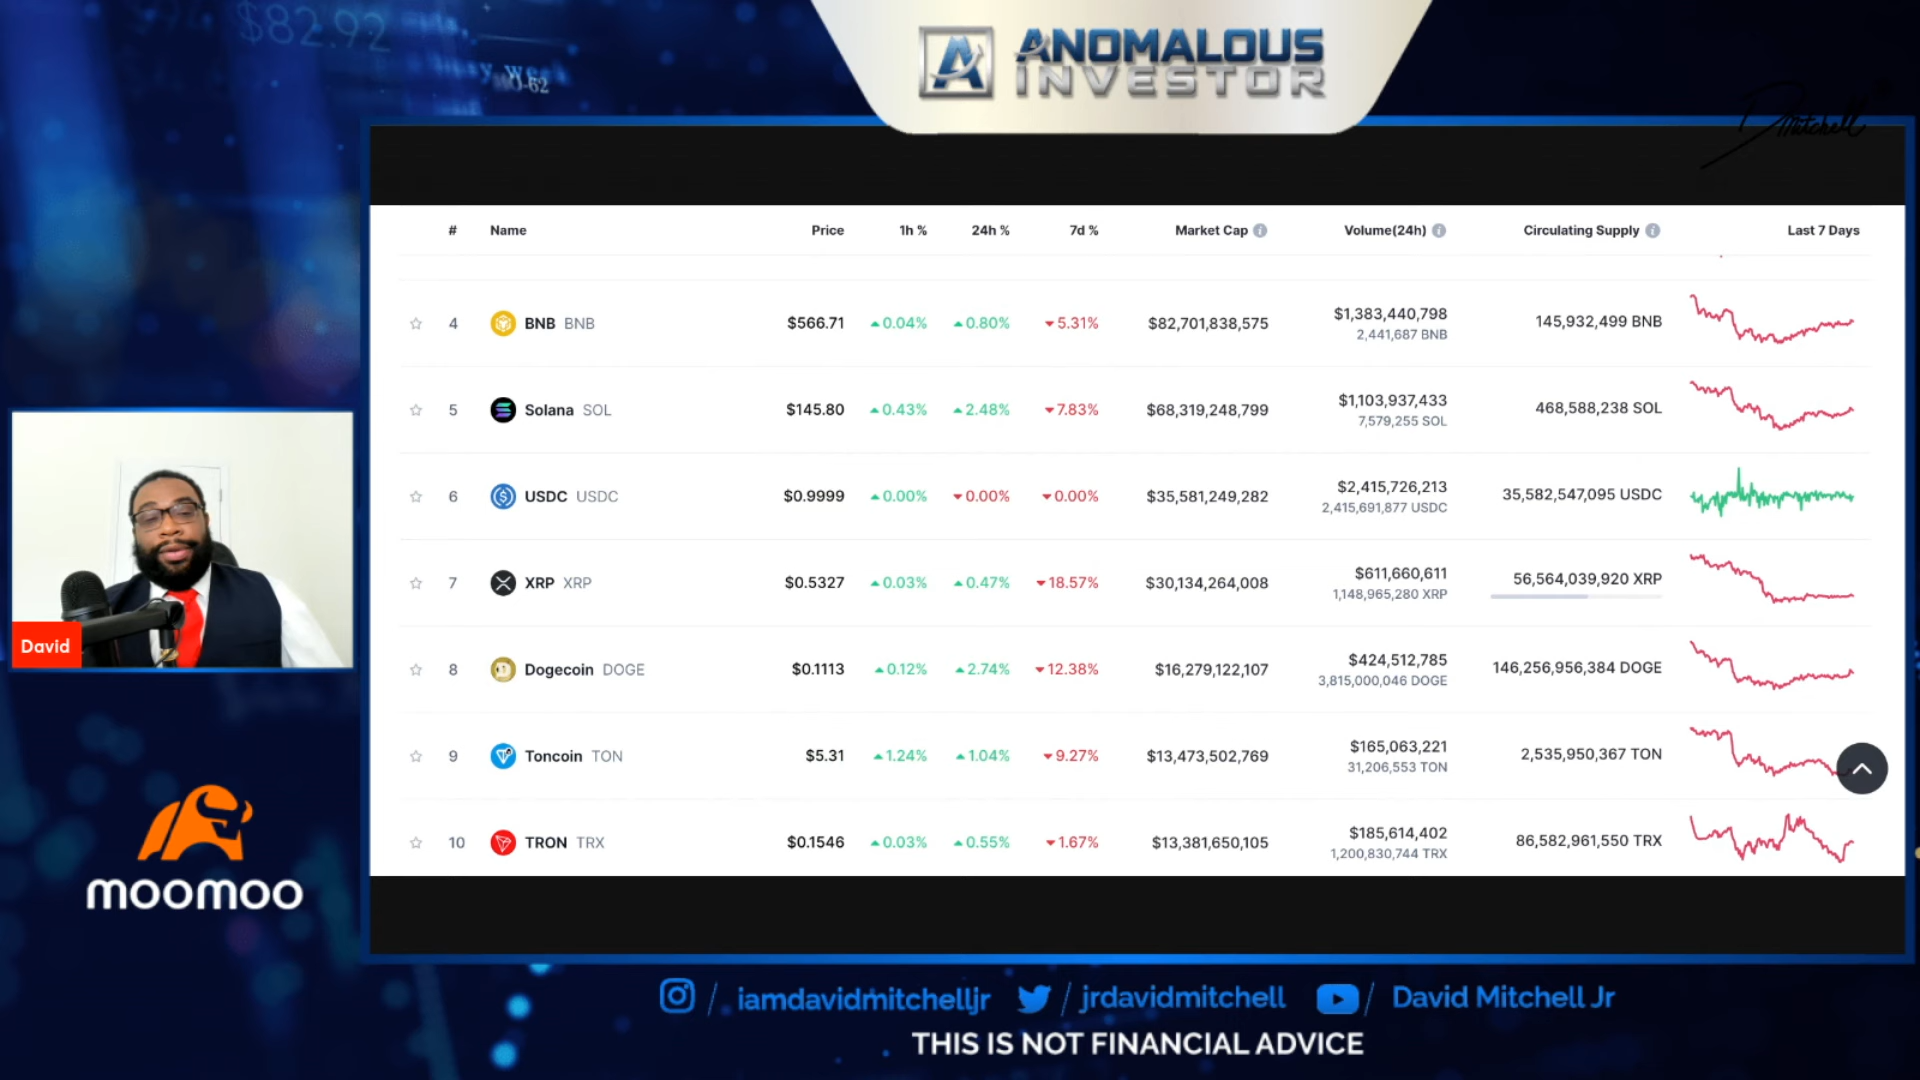 $82.92
-62
ANOMALOUS
INVESTOR
D Mitchell
# Name Price 1h % 24h % 7d % Market Cap Volume(24h) Circulating Supply Last 7 Days
4 BNB BNB $566.71 0.04% 0.80% 5.31% $82,701,838,575 $1,383,440,798 145,932,499 BNB
2,441,687 BNB
5 Solana SOL $145.80 0.43% 2.48% 7.83% $68,319,248,799 $1,103,937,433 468,588,238 SOL
7,579,255 SOL
6 USDC USDC $0.9999 0.00% 0.00% 0.00% $35,581,249,282 $2,415,726,213 35,582,547,095 USDC
2,415,691,877 USDC
7 XRP XRP $0.5327 0.03% 0.47% 18.57% $30,134,264,008 $611,660,611 56,564,039,920 XRP
1,148,965,280 XRP
8 Dogecoin DOGE $0.1113 0.12% 2.74% 12.38% $16,279,122,107 $424,512,785 146,256,956,384 DOGE
3,815,000,046 DOGE
9 Toncoin TON $5.31 1.24% 1.04% 9.27% $13,473,502,769 $165,063,221 2,535,950,367 TON
31,206,553 TON
10 TRON TRX $0.1546 0.03% 0.55% 1.67% $13,381,650,105 $185,614,402 86,582,961,550 TRX
1,200,830,744 TRX
David
moomoo
/ iamdavidmitchelljr / jrdavidmitchell / David Mitchell Jr
THIS IS NOT FINANCIAL ADVICE